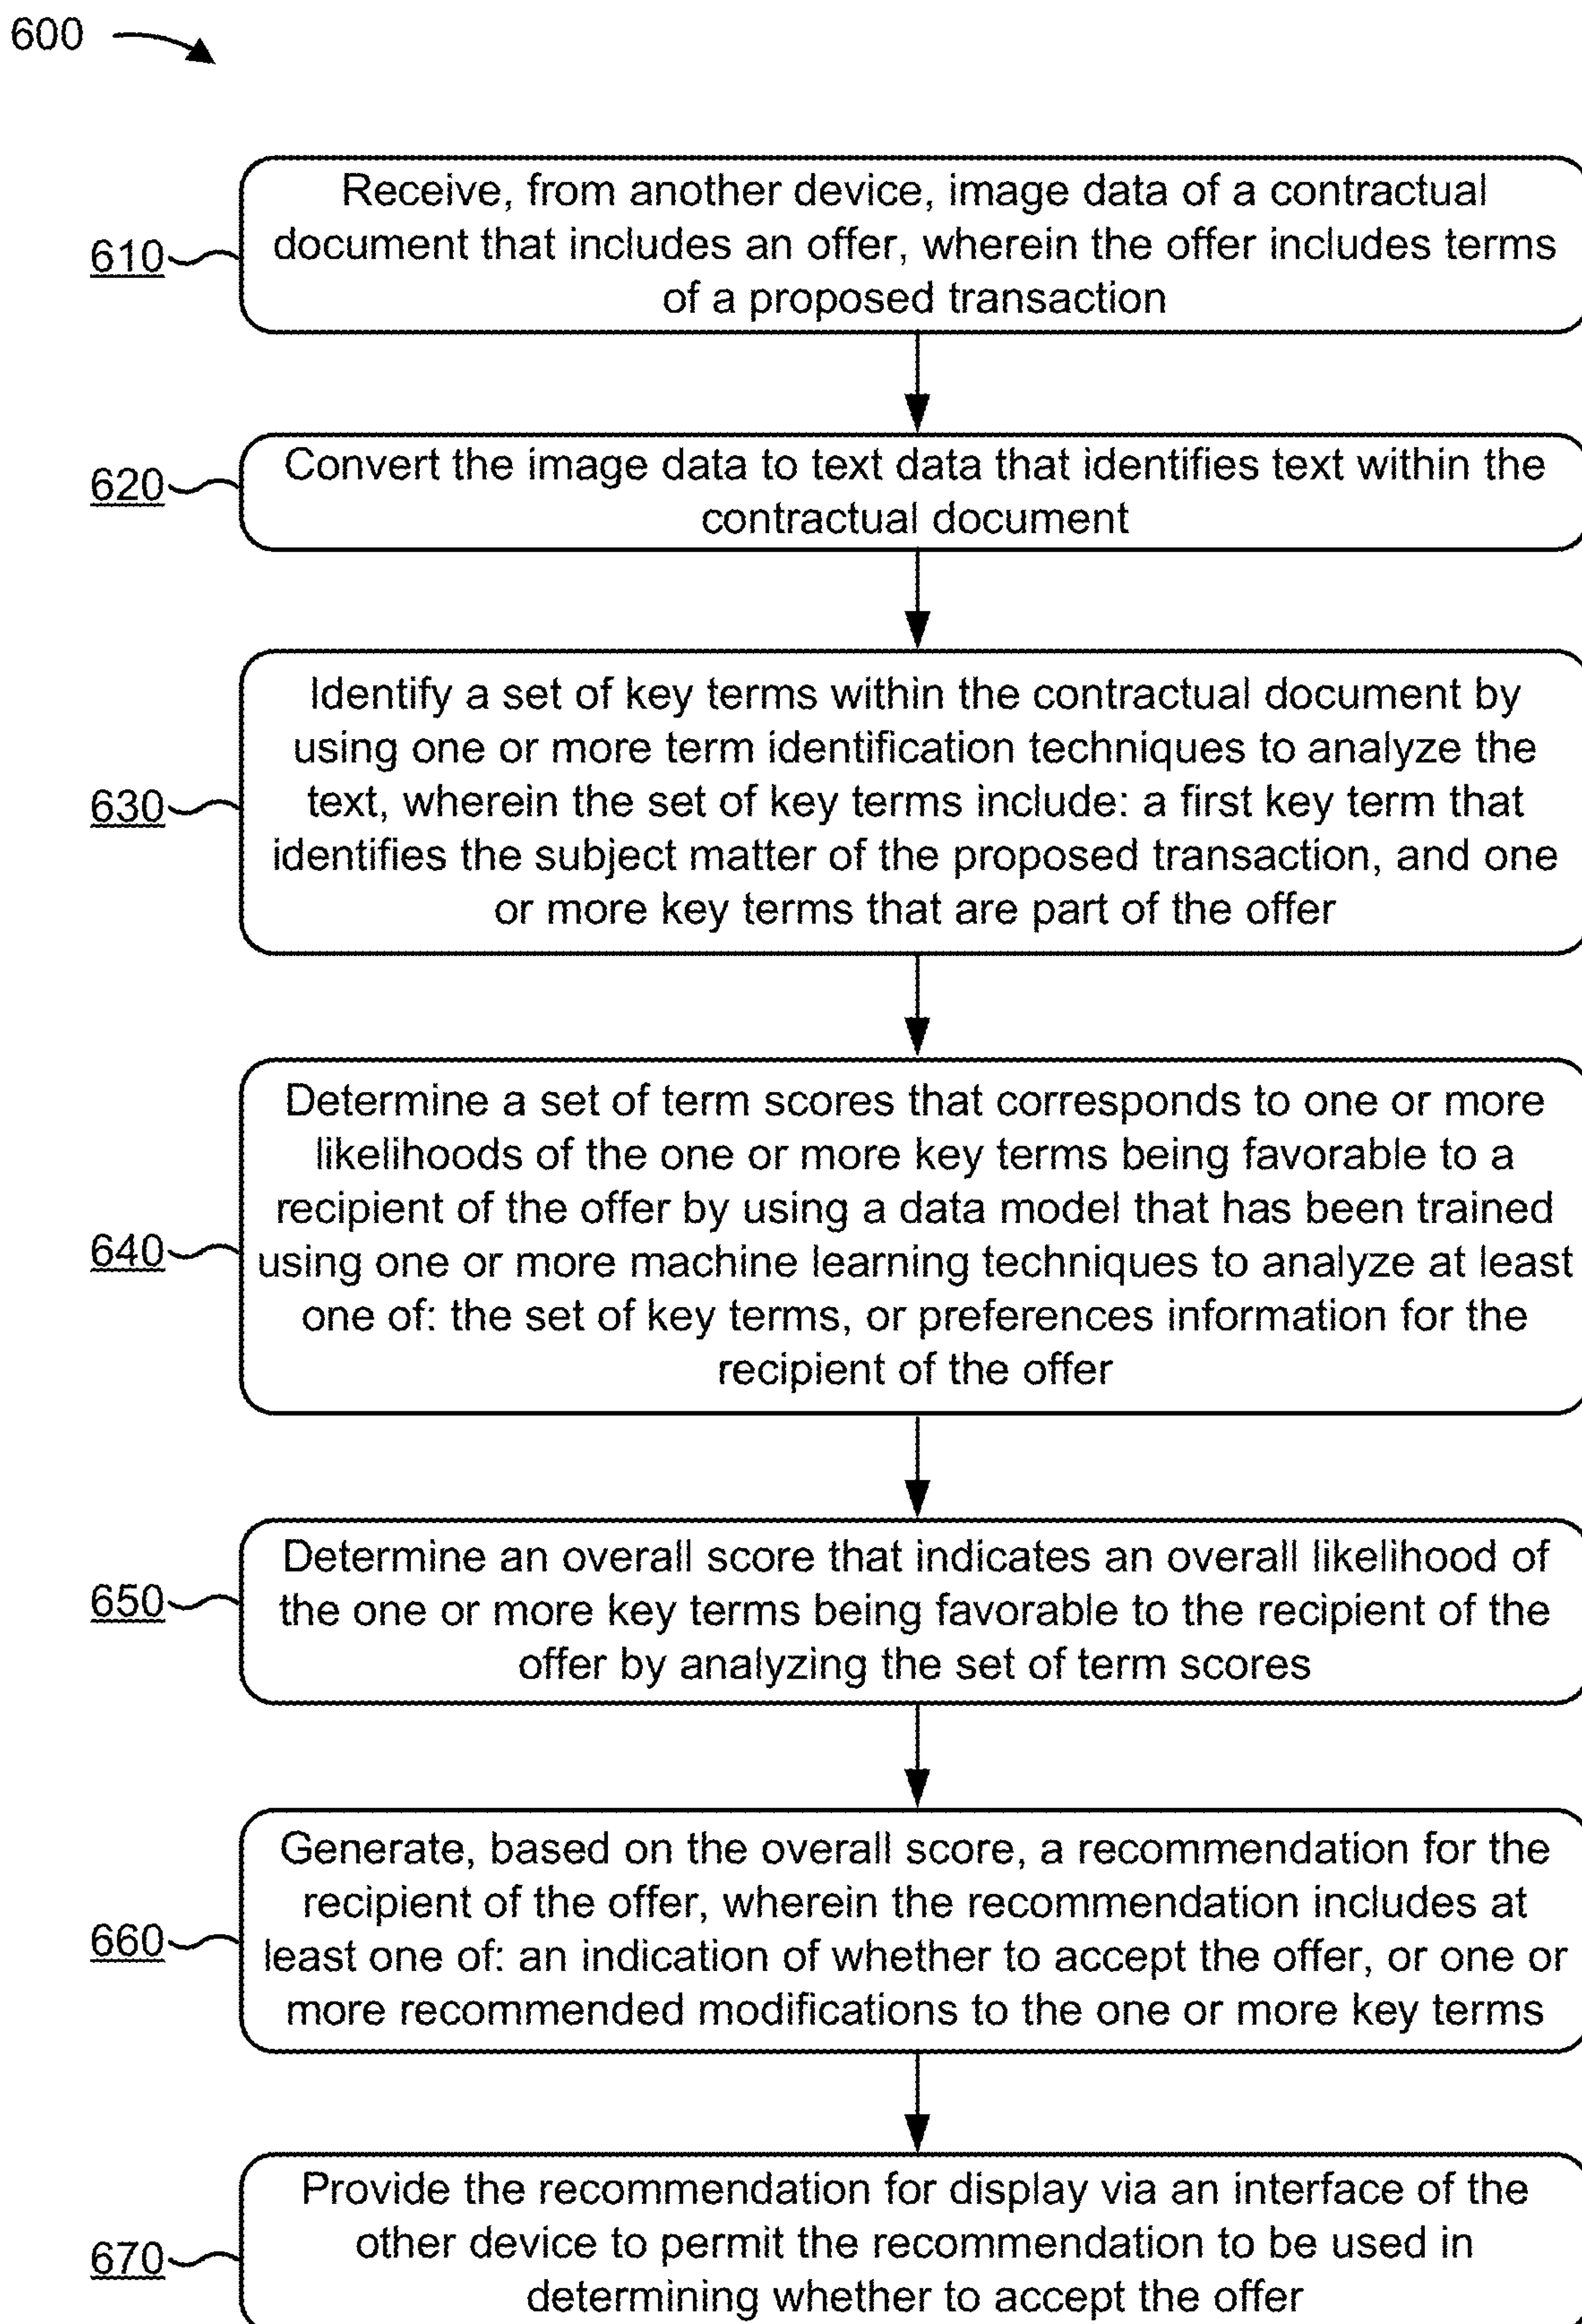 600
Receive, from another device, image data of a contractual
document that includes an offer, wherein the offer includes terms
of a proposed transaction
610
Convert the image data to text data that identifies text within the
contractual document
620
Identify a set of key terms within the contractual document by
using one or more term identification techniques to analyze the
text, wherein the set of key terms include: a first key term that
identifies the subject matter of the proposed transaction, and one
or more key terms that are part of the offer
630
Determine a set of term scores that corresponds to one or more
likelihoods of the one or more key terms being favorable to a
recipient of the offer by using a data model that has been trained
using one or more machine learning techniques to analyze at least
one of: the set of key terms, or preferences information for the
recipient of the offer
640
Determine an overall score that indicates an overall likelihood of
the one or more key terms being favorable to the recipient of the
offer by analyzing the set of term scores
650
Generate, based on the overall score, a recommendation for the
recipient of the offer, wherein the recommendation includes at
least one of: an indication of whether to accept the offer, or one or
more recommended modifications to the one or more key terms
660
Provide the recommendation for display via an interface of the
other device to permit the recommendation to be used in
determining whether to accept the offer
670